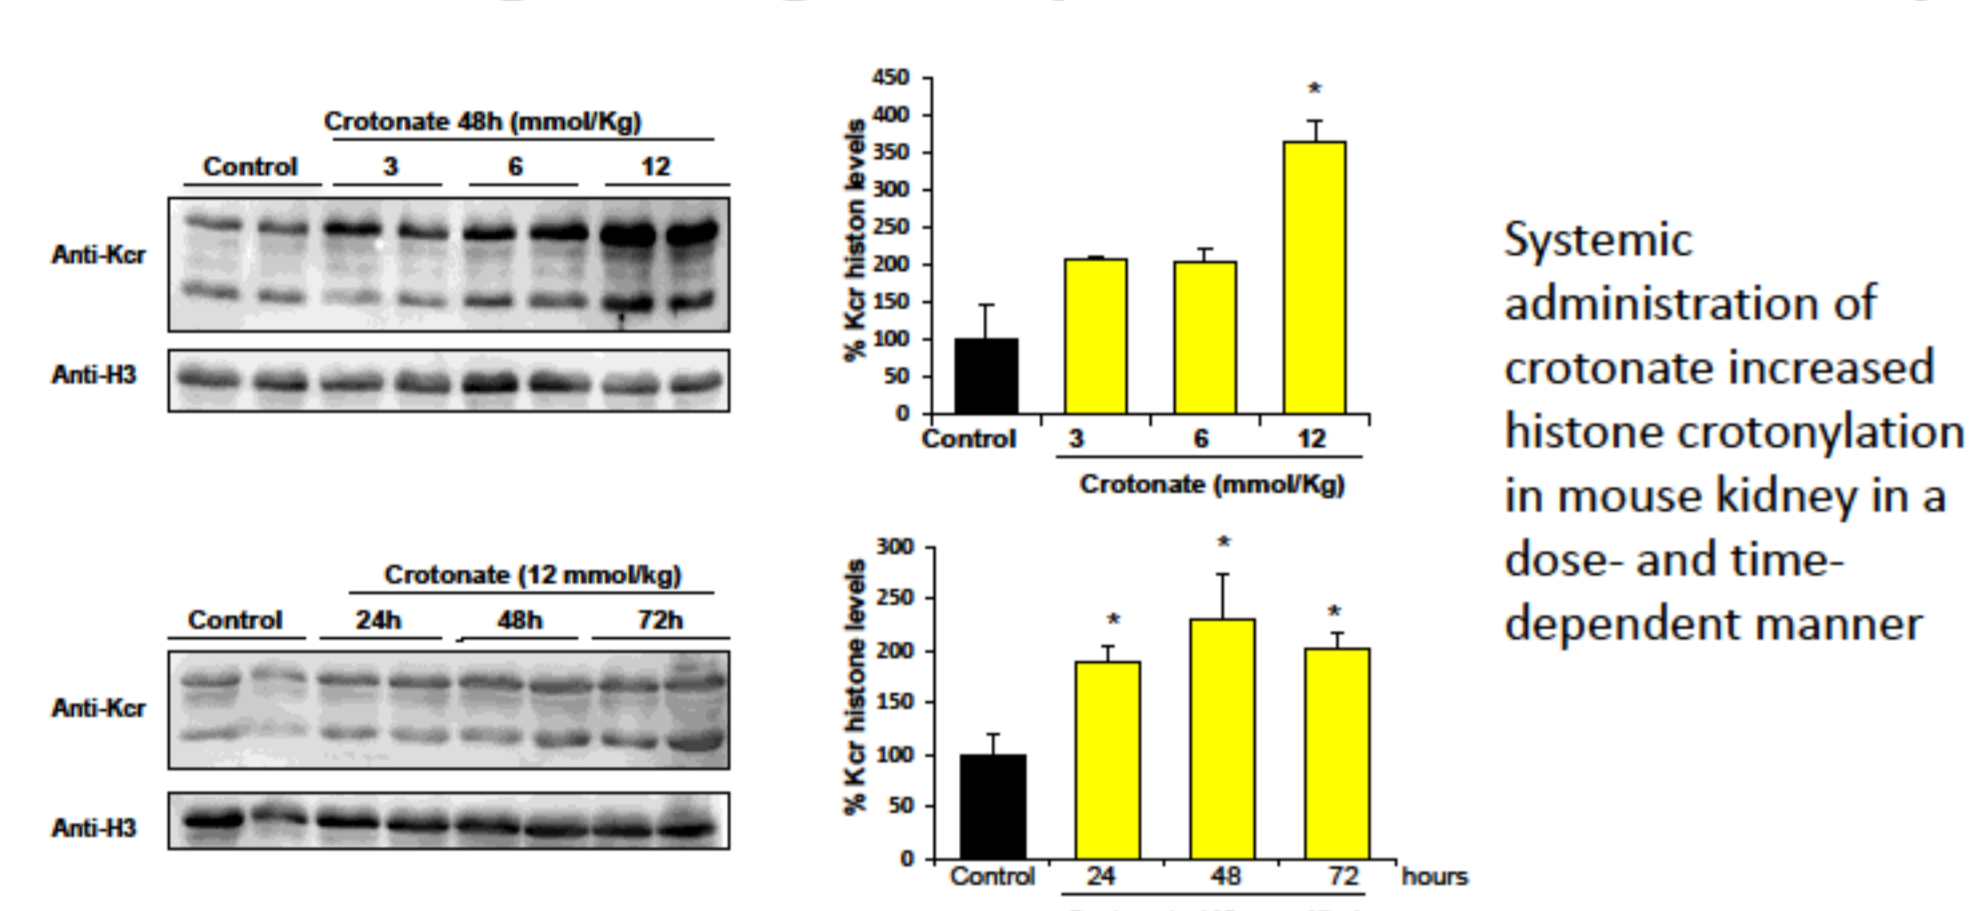 Crotonate 48h (mmol/Kg)
Control 3 6 12
Anti-Kcr
Anti-H3
% Kcr histon levels
450
400
350
300
250
200
150
100
50
0
*
Control 3 6 12
Crotonate (mmol/Kg)
Crotonate (12 mmol/kg)
Control 24h 48h 72h
Anti-Kcr
Anti-H3
% Kcr histone levels
300
250
200
150
100
50
0
* * *
Control 24 48 72 hours
Systemic
administration of
crotonate increased
histone crotonylation
in mouse kidney in a
dose- and time-
dependent manner